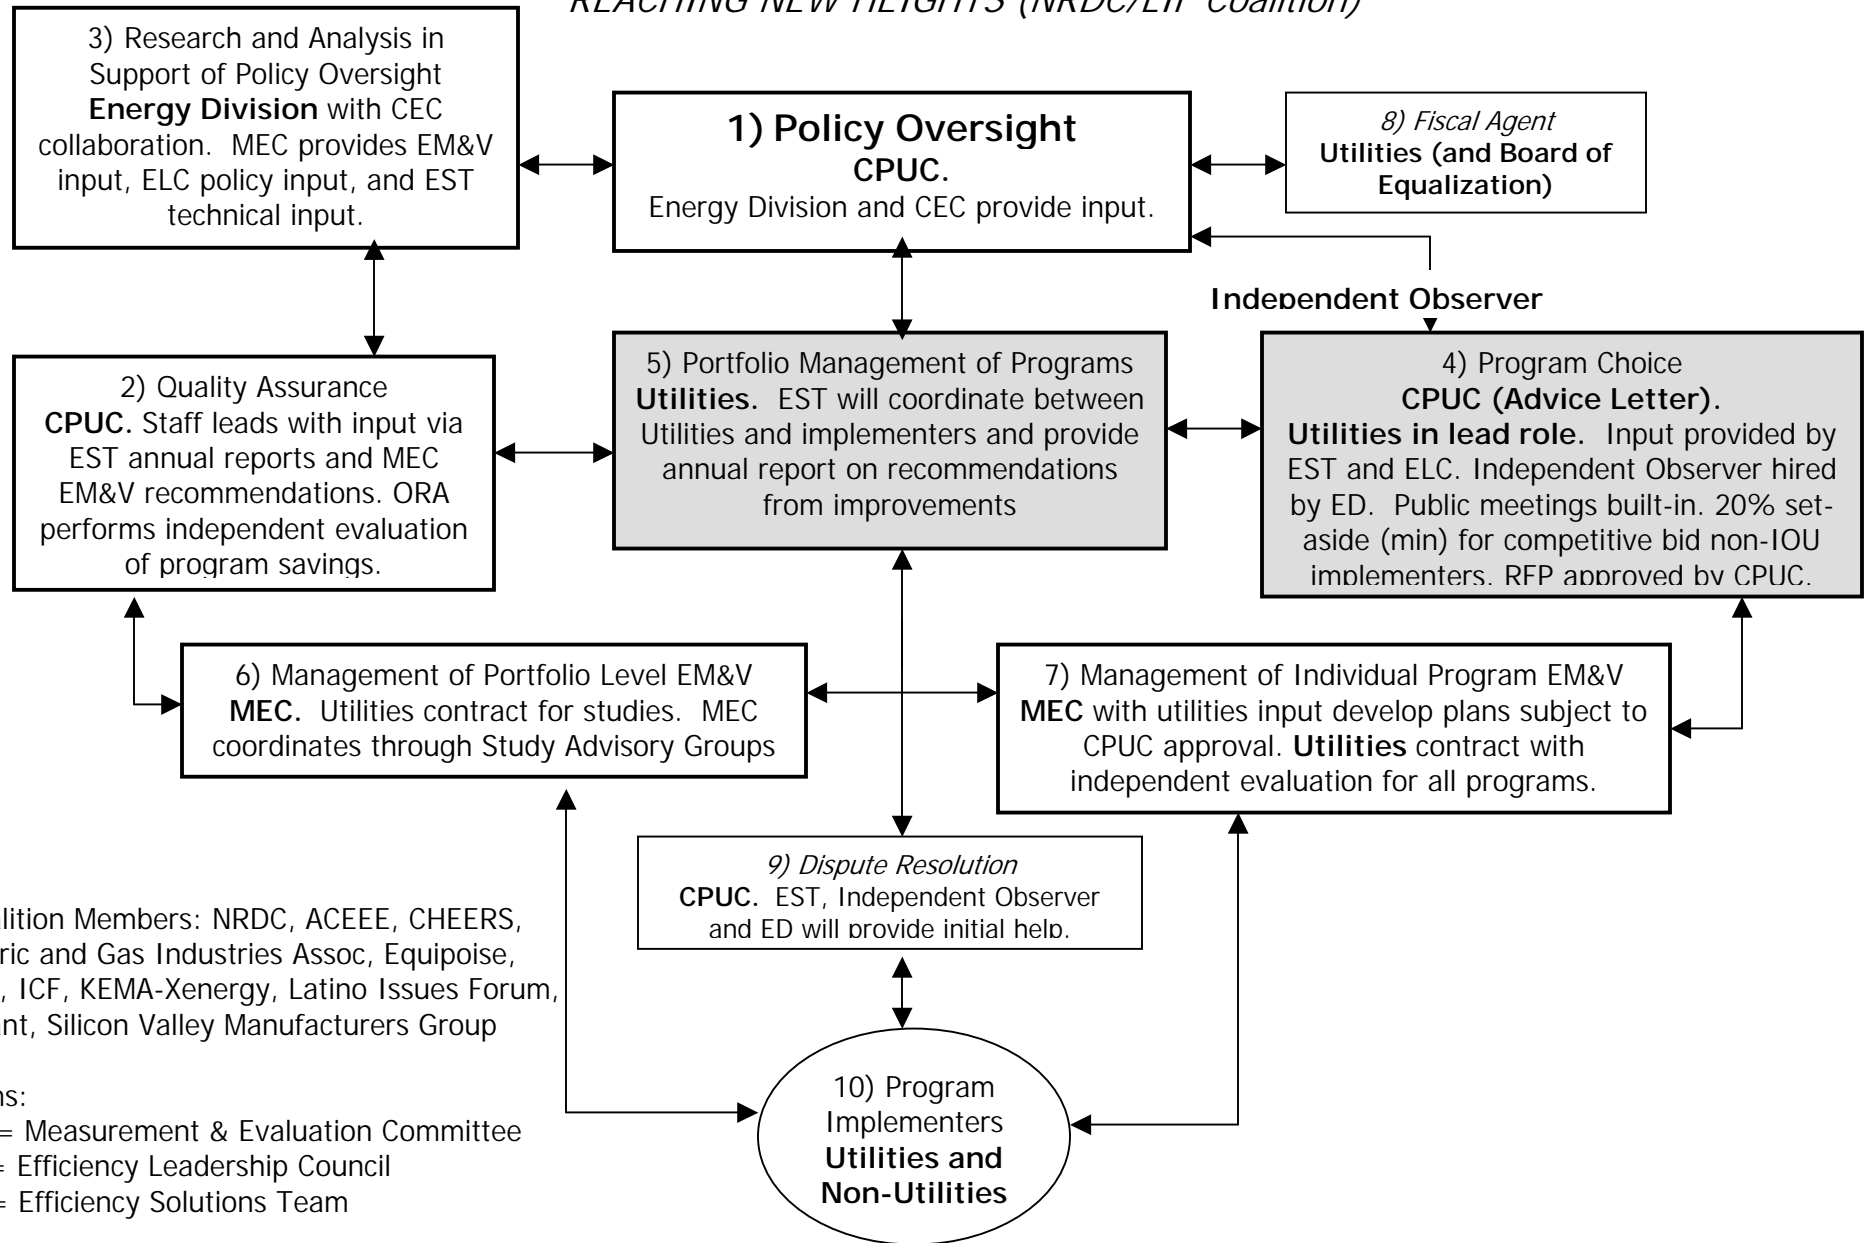 REACHING NEW HEIGHTS (NRDC/LIF Coalition)
3) Research and Analysis in
Support of Policy Oversight
Energy Division with CEC
collaboration. MEC provides EM&V
input, ELC policy input, and EST
technical input.
1) Policy Oversight
CPUC.
Energy Division and CEC provide input.
8) Fiscal Agent
Utilities (and Board of
Equalization)
Independent Observer
2) Quality Assurance
CPUC. Staff leads with input via
EST annual reports and MEC
EM&V recommendations. ORA
performs independent evaluation
of program savings.
5) Portfolio Management of Programs
Utilities. EST will coordinate between
Utilities and implementers and provide
annual report on recommendations
from improvements
4) Program Choice
CPUC (Advice Letter).
Utilities in lead role. Input provided by
EST and ELC. Independent Observer hired
by ED. Public meetings built-in. 20% set-
aside (min) for competitive bid non-IOU
implementers. RFP approved by CPUC.
6) Management of Portfolio Level EM&V
MEC. Utilities contract for studies. MEC
coordinates through Study Advisory Groups
7) Management of Individual Program EM&V
MEC with utilities input develop plans subject to
CPUC approval. Utilities contract with
independent evaluation for all programs.
9) Dispute Resolution
CPUC. EST, Independent Observer
and ED will provide initial help.
alition Members: NRDC, ACEEE, CHEERS,
ric and Gas Industries Assoc, Equipoise,
, ICF, KEMA-Xenergy, Latino Issues Forum,
ant, Silicon Valley Manufacturers Group
ns:
= Measurement & Evaluation Committee
= Efficiency Leadership Council
= Efficiency Solutions Team
10) Program
Implementers
Utilities and
Non-Utilities